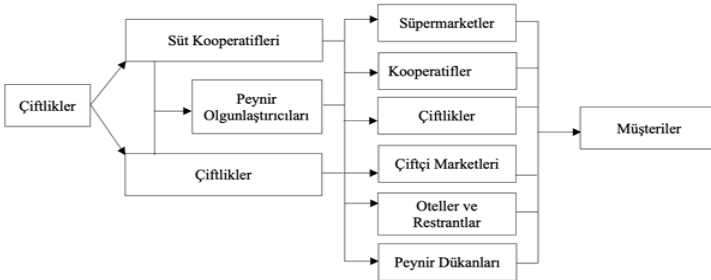 Çiftlikler
Süt Kooperatifleri
Peynir
Olgunlaştırıcıları
Çiftlikler
Süpermarketler
Kooperatifler
Çiftlikler
Çiftçi Marketleri
Oteller ve
Restrantlar
Peynir Dükanları
Müşteriler